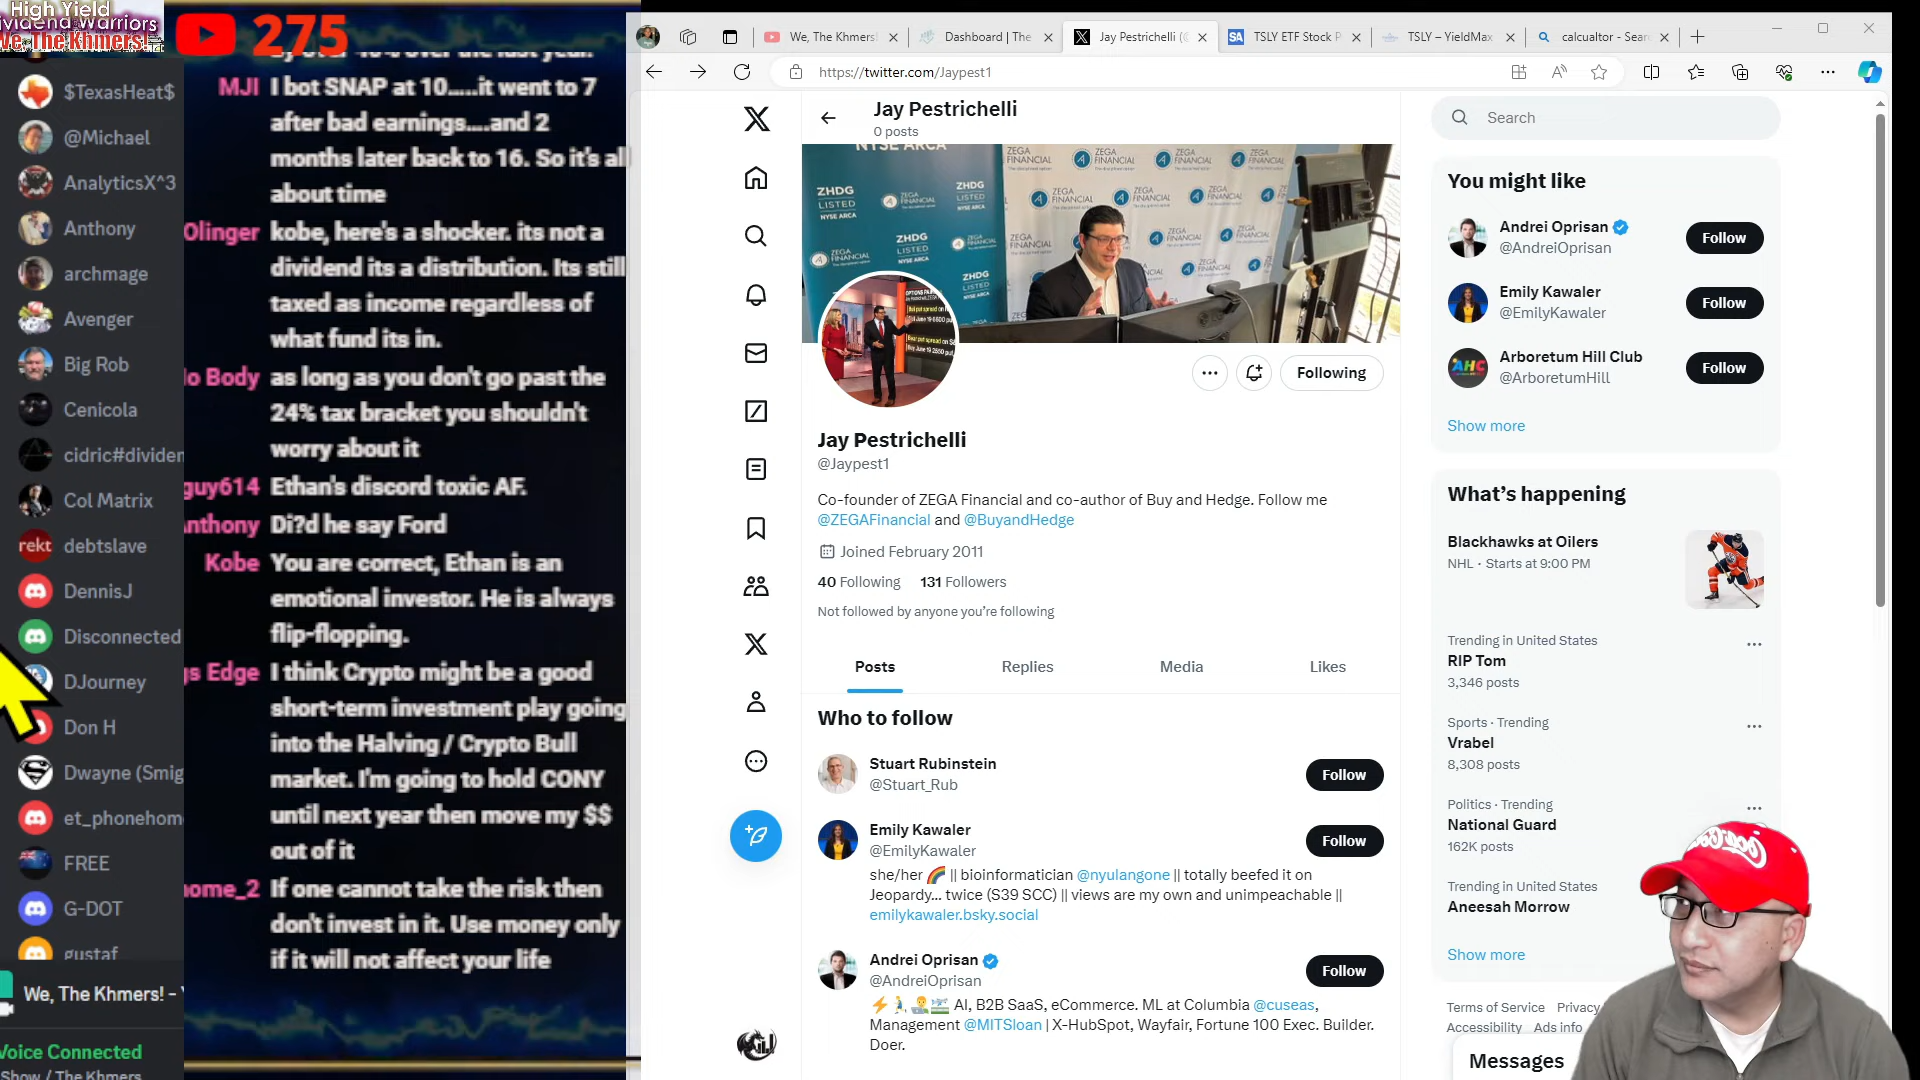 High Yield
Dividend Warriors
We, The Khmers!
275
$TexasHeat$
@Michael
AnalyticsX^3
Anthony
archmage
Avenger
Big Rob
Cenicola
cidric#dividen
Col Matrix
debtslave
DennisJ
Disconnected
DJourney
Don H
Dwayne (Smig
et_phonehom
FREE
G-DOT
gustaf
We, The Khmers! -
Voice Connected
Show / The Khmers
MJI I bot SNAP at 10.....it went to 7
after bad earnings....and 2
months later back to 16. So it's all
about time
Olinger kobe, here's a shocker. its not a
dividend its a distribution. Its still
taxed as income regardless of
what fund its in.
Body as long as you don't go past the
24% tax bracket you shouldn't
worry about it
guy614 Ethan's discord toxic AF.
nthony Di?d he say Ford
Kobe You are correct, Ethan is an
emotional investor. He is always
flip-flopping.
s Edge I think Crypto might be a good
short-term investment play going
into the Halving / Crypto Bull
market. I'm going to hold CONY
until next year then move my $$
out of it
home_2 If one cannot take the risk then
don't invest in it. Use money only
if it will not affect your life
We, The Khmers!
Dashboard | The
Jay Pestrichelli (
TSLY ETF Stock P
TSLY – YieldMax
calcualtor - Sear
https://twitter.com/Jaypest1
Jay Pestrichelli
0 posts
NYSE ARCA
ZHDG
LISTED
NYSE ARCA
ZEGA
FINANCIAL
ZHDG
LISTED
NYSE ARCA
Following
Jay Pestrichelli
@Jaypest1
Co-founder of ZEGA Financial and co-author of Buy and Hedge. Follow me
@ZEGAFinancial and @BuyandHedge
Joined February 2011
40 Following 131 Followers
Not followed by anyone you're following
Posts Replies Media Likes
Who to follow
Stuart Rubinstein
@Stuart_Rub
Follow
Emily Kawaler
@EmilyKawaler
Follow
she/her 🌈 || bioinformatician @nyulangone || totally beefed it on
Jeopardy... twice (S39 SCC) || views are my own and unimpeachable ||
emilykawaler.bsky.social
Andrei Oprisan
@AndreiOprisan
Follow
AI, B2B SaaS, eCommerce. ML at Columbia @cuseas,
Management @MITSloan | X-HubSpot, Wayfair, Fortune 100 Exec. Builder.
Doer.
Search
You might like
Andrei Oprisan
@AndreiOprisan
Follow
Emily Kawaler
@EmilyKawaler
Follow
AHC
Arboretum Hill Club
@ArboretumHill
Follow
Show more
What's happening
Blackhawks at Oilers
NHL · Starts at 9:00 PM
Trending in United States
RIP Tom
3,346 posts
Sports · Trending
Vrabel
8,308 posts
Politics · Trending
National Guard
162K posts
Trending in United States
Aneesah Morrow
Show more
Terms of Service Privacy
Accessibility Ads info
Messages
Coca-Cola